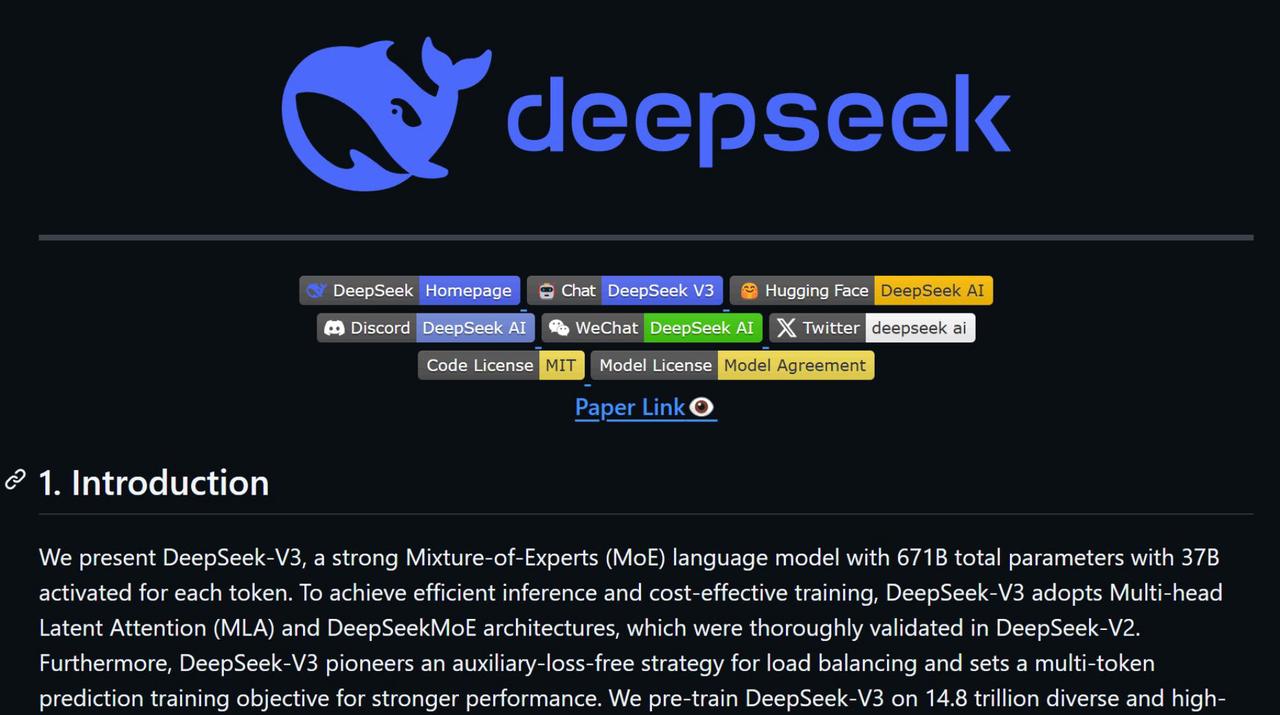 deepseek
DeepSeek Homepage Chat DeepSeek V3 Hugging Face DeepSeek AI
Discord DeepSeek AI WeChat DeepSeek AI Twitter deepseek ai
Code License MIT Model License Model Agreement
Paper Link👁️
1. Introduction
We present DeepSeek-V3, a strong Mixture-of-Experts (MoE) language model with 671B total parameters with 37B
activated for each token. To achieve efficient inference and cost-effective training, DeepSeek-V3 adopts Multi-head
Latent Attention (MLA) and DeepSeekMoE architectures, which were thoroughly validated in DeepSeek-V2.
Furthermore, DeepSeek-V3 pioneers an auxiliary-loss-free strategy for load balancing and sets a multi-token
prediction training objective for stronger performance. We pre-train DeepSeek-V3 on 14.8 trillion diverse and high-